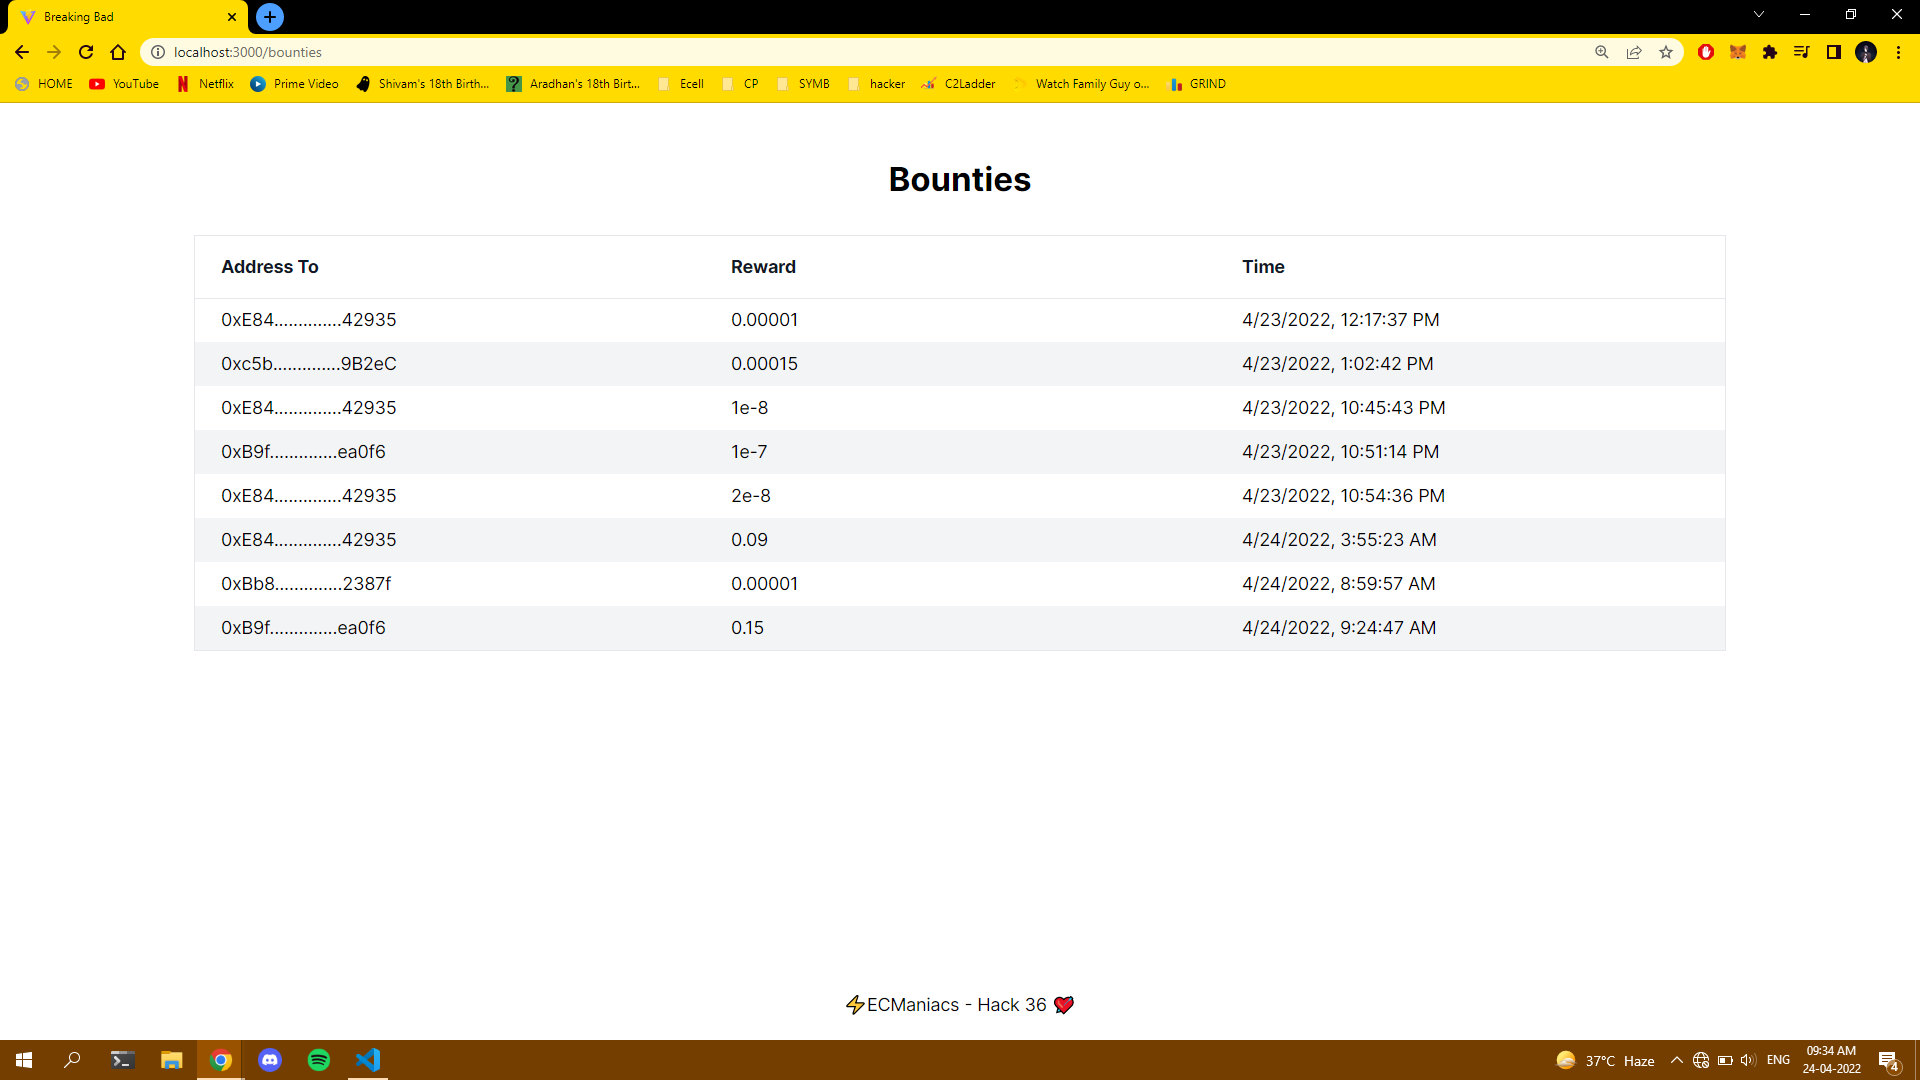 Breaking Bad
localhost:3000/bounties
HOME YouTube Netflix Prime Video Shivam's 18th Birth... Aradhan's 18th Birt... Ecell CP SYMB hacker C2Ladder Watch Family Guy o... GRIND
Bounties
Address To Reward Time
0xE84..............42935 0.00001 4/23/2022, 12:17:37 PM
0xc5b..............9B2eC 0.00015 4/23/2022, 1:02:42 PM
0xE84..............42935 1e-8 4/23/2022, 10:45:43 PM
0xB9f..............ea0f6 1e-7 4/23/2022, 10:51:14 PM
0xE84..............42935 2e-8 4/23/2022, 10:54:36 PM
0xE84..............42935 0.09 4/24/2022, 3:55:23 AM
0xBb8..............2387f 0.00001 4/24/2022, 8:59:57 AM
0xB9f..............ea0f6 0.15 4/24/2022, 9:24:47 AM
⚡ECManiacs - Hack 36 💘
37°C Haze ENG 09:34 AM
24-04-2022 4